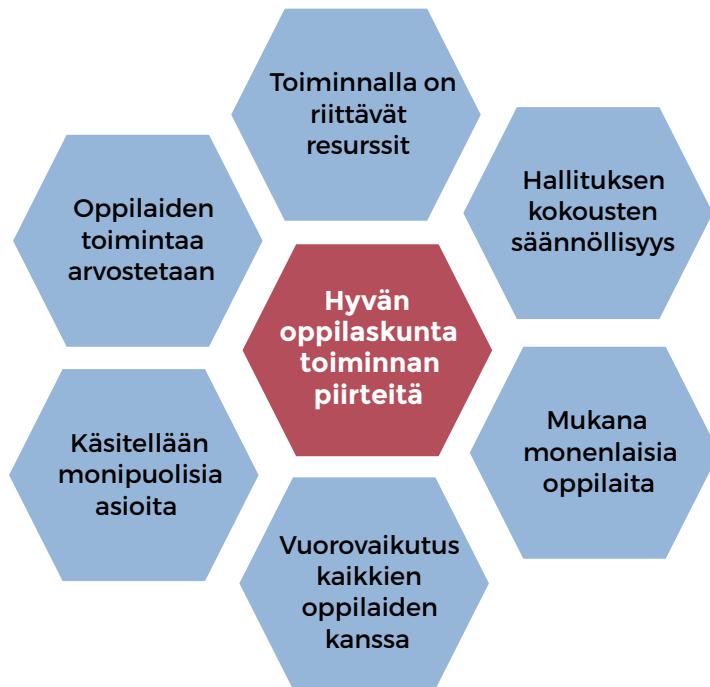 Toiminnalla on
riittävät
resurssit
Hallituksen
kokousten
säännöllisyys
Oppilaiden
toimintaa
arvostetaan
Hyvän
oppilaskunta
toiminnan
piirteitä
Mukana
monenlaisia
oppilaita
Käsitellään
monipuolisia
asioita
Vuorovaikutus
kaikkien
oppilaiden
kanssa